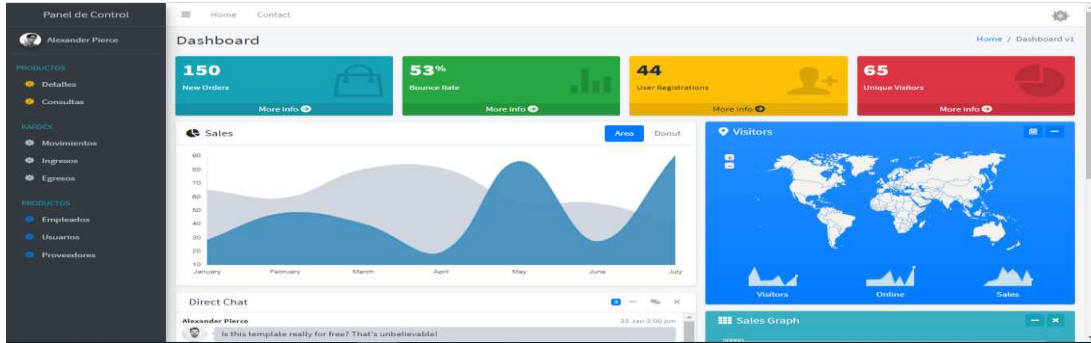 Panel de Control
Home Contact
Alexander Pierce
Dashboard
Home / Dashboard v1
PRODUCTOS
Detalles
Consultas
KARDEX
Movimientos
Ingresos
Egresos
PRODUCTOS
Empleados
Usuarios
Proveedores
150
New Orders
More info
53%
Bounce Rate
More info
44
User Registrations
More info
65
Unique Visitors
More info
Sales
Area Donut
90
80
70
60
50
40
30
20
10
January February March April May June July
Visitors
Visitors Online Sales
Direct Chat
3
Alexander Pierce 23 Jan 2:00 pm
Is this template really for free? That's unbelievable!
Sales Graph
20000